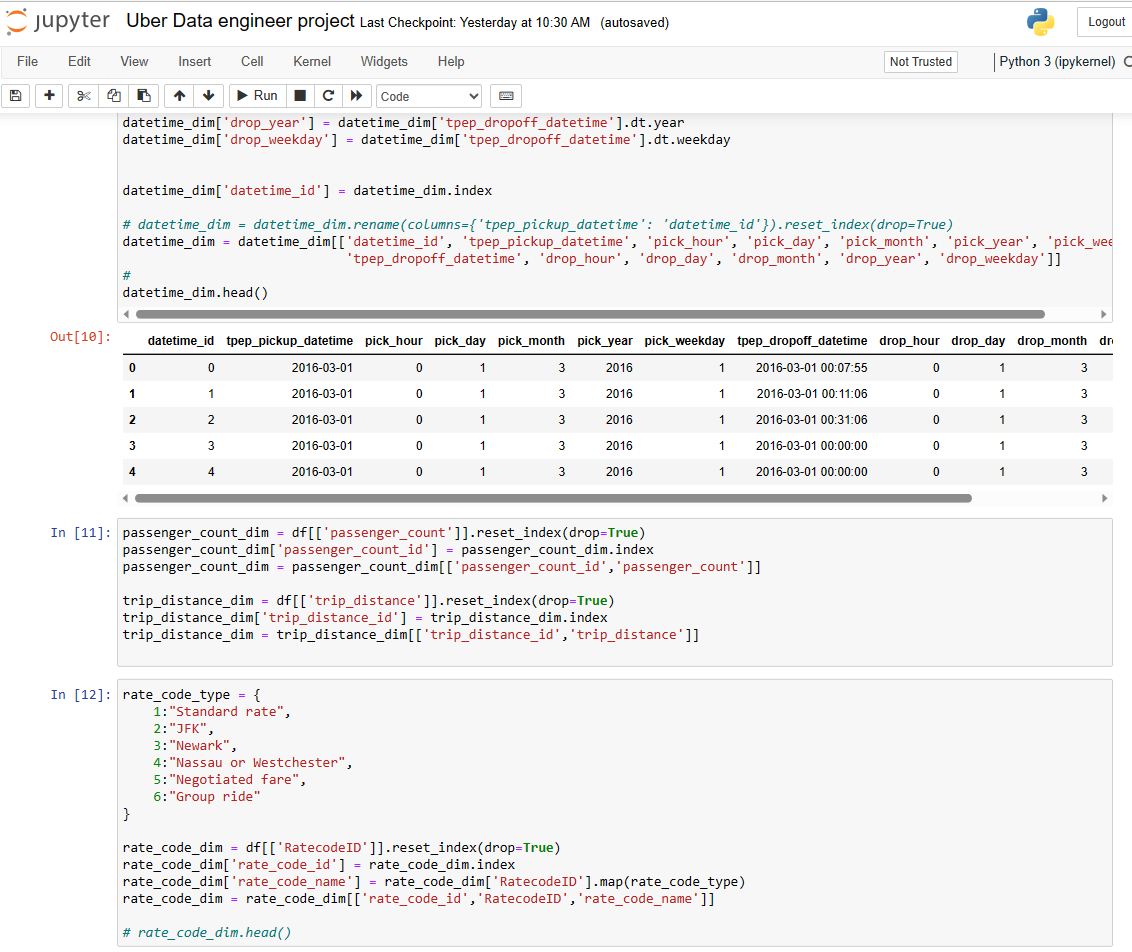 jupyter Uber Data engineer project Last Checkpoint: Yesterday at 10:30 AM (autosaved)
Logout
File Edit View Insert Cell Kernel Widgets Help Not Trusted Python 3 (ipykernel)
Run Code
datetime_dim['drop_year'] = datetime_dim['tpep_dropoff_datetime'].dt.year
datetime_dim['drop_weekday'] = datetime_dim['tpep_dropoff_datetime'].dt.weekday
datetime_dim['datetime_id'] = datetime_dim.index
# datetime_dim = datetime_dim.rename(columns={'tpep_pickup_datetime': 'datetime_id'}).reset_index(drop=True)
datetime_dim = datetime_dim[['datetime_id', 'tpep_pickup_datetime', 'pick_hour', 'pick_day', 'pick_month', 'pick_year', 'pick_wee
'tpep_dropoff_datetime', 'drop_hour', 'drop_day', 'drop_month', 'drop_year', 'drop_weekday']]
#
datetime_dim.head()
Out[10]:
datetime_id tpep_pickup_datetime pick_hour pick_day pick_month pick_year pick_weekday tpep_dropoff_datetime drop_hour drop_day drop_month dro
0 0 2016-03-01 0 1 3 2016 1 2016-03-01 00:07:55 0 1 3
1 1 2016-03-01 0 1 3 2016 1 2016-03-01 00:11:06 0 1 3
2 2 2016-03-01 0 1 3 2016 1 2016-03-01 00:31:06 0 1 3
3 3 2016-03-01 0 1 3 2016 1 2016-03-01 00:00:00 0 1 3
4 4 2016-03-01 0 1 3 2016 1 2016-03-01 00:00:00 0 1 3
In [11]: passenger_count_dim = df[['passenger_count']].reset_index(drop=True)
passenger_count_dim['passenger_count_id'] = passenger_count_dim.index
passenger_count_dim = passenger_count_dim[['passenger_count_id','passenger_count']]
trip_distance_dim = df[['trip_distance']].reset_index(drop=True)
trip_distance_dim['trip_distance_id'] = trip_distance_dim.index
trip_distance_dim = trip_distance_dim[['trip_distance_id','trip_distance']]
In [12]: rate_code_type = {
1:"Standard rate",
2:"JFK",
3:"Newark",
4:"Nassau or Westchester",
5:"Negotiated fare",
6:"Group ride"
}
rate_code_dim = df[['RatecodeID']].reset_index(drop=True)
rate_code_dim['rate_code_id'] = rate_code_dim.index
rate_code_dim['rate_code_name'] = rate_code_dim['RatecodeID'].map(rate_code_type)
rate_code_dim = rate_code_dim[['rate_code_id','RatecodeID','rate_code_name']]
# rate_code_dim.head()